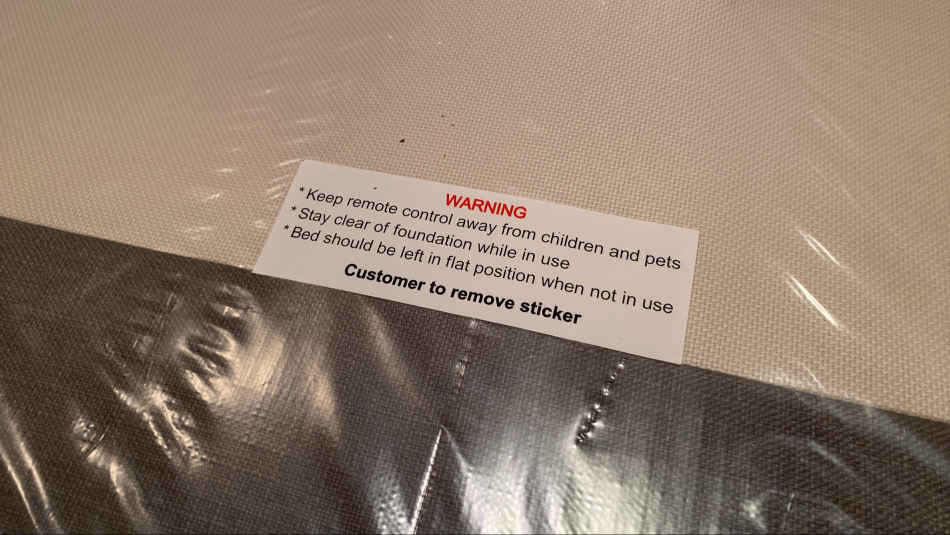 WARNING
*Keep remote control away from children and pets
*Stay clear of foundation while in use
*Bed should be left in flat position when not in use
Customer to remove sticker